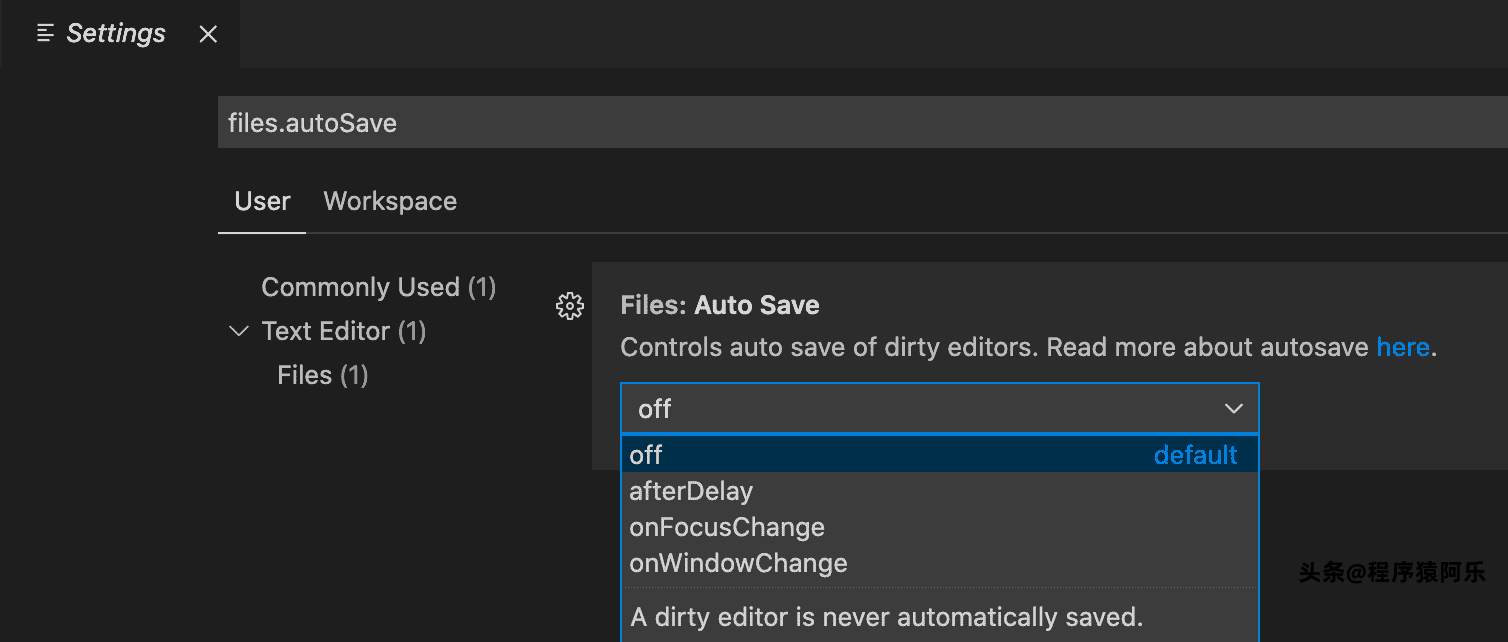 Settings
files.autoSave
User Workspace
Commonly Used (1)
Text Editor (1)
Files (1)
Files: Auto Save
Controls auto save of dirty editors. Read more about autosave here.
off
off default
afterDelay
onFocusChange
onWindowChange
A dirty editor is never automatically saved.
头条@程序猿阿乐